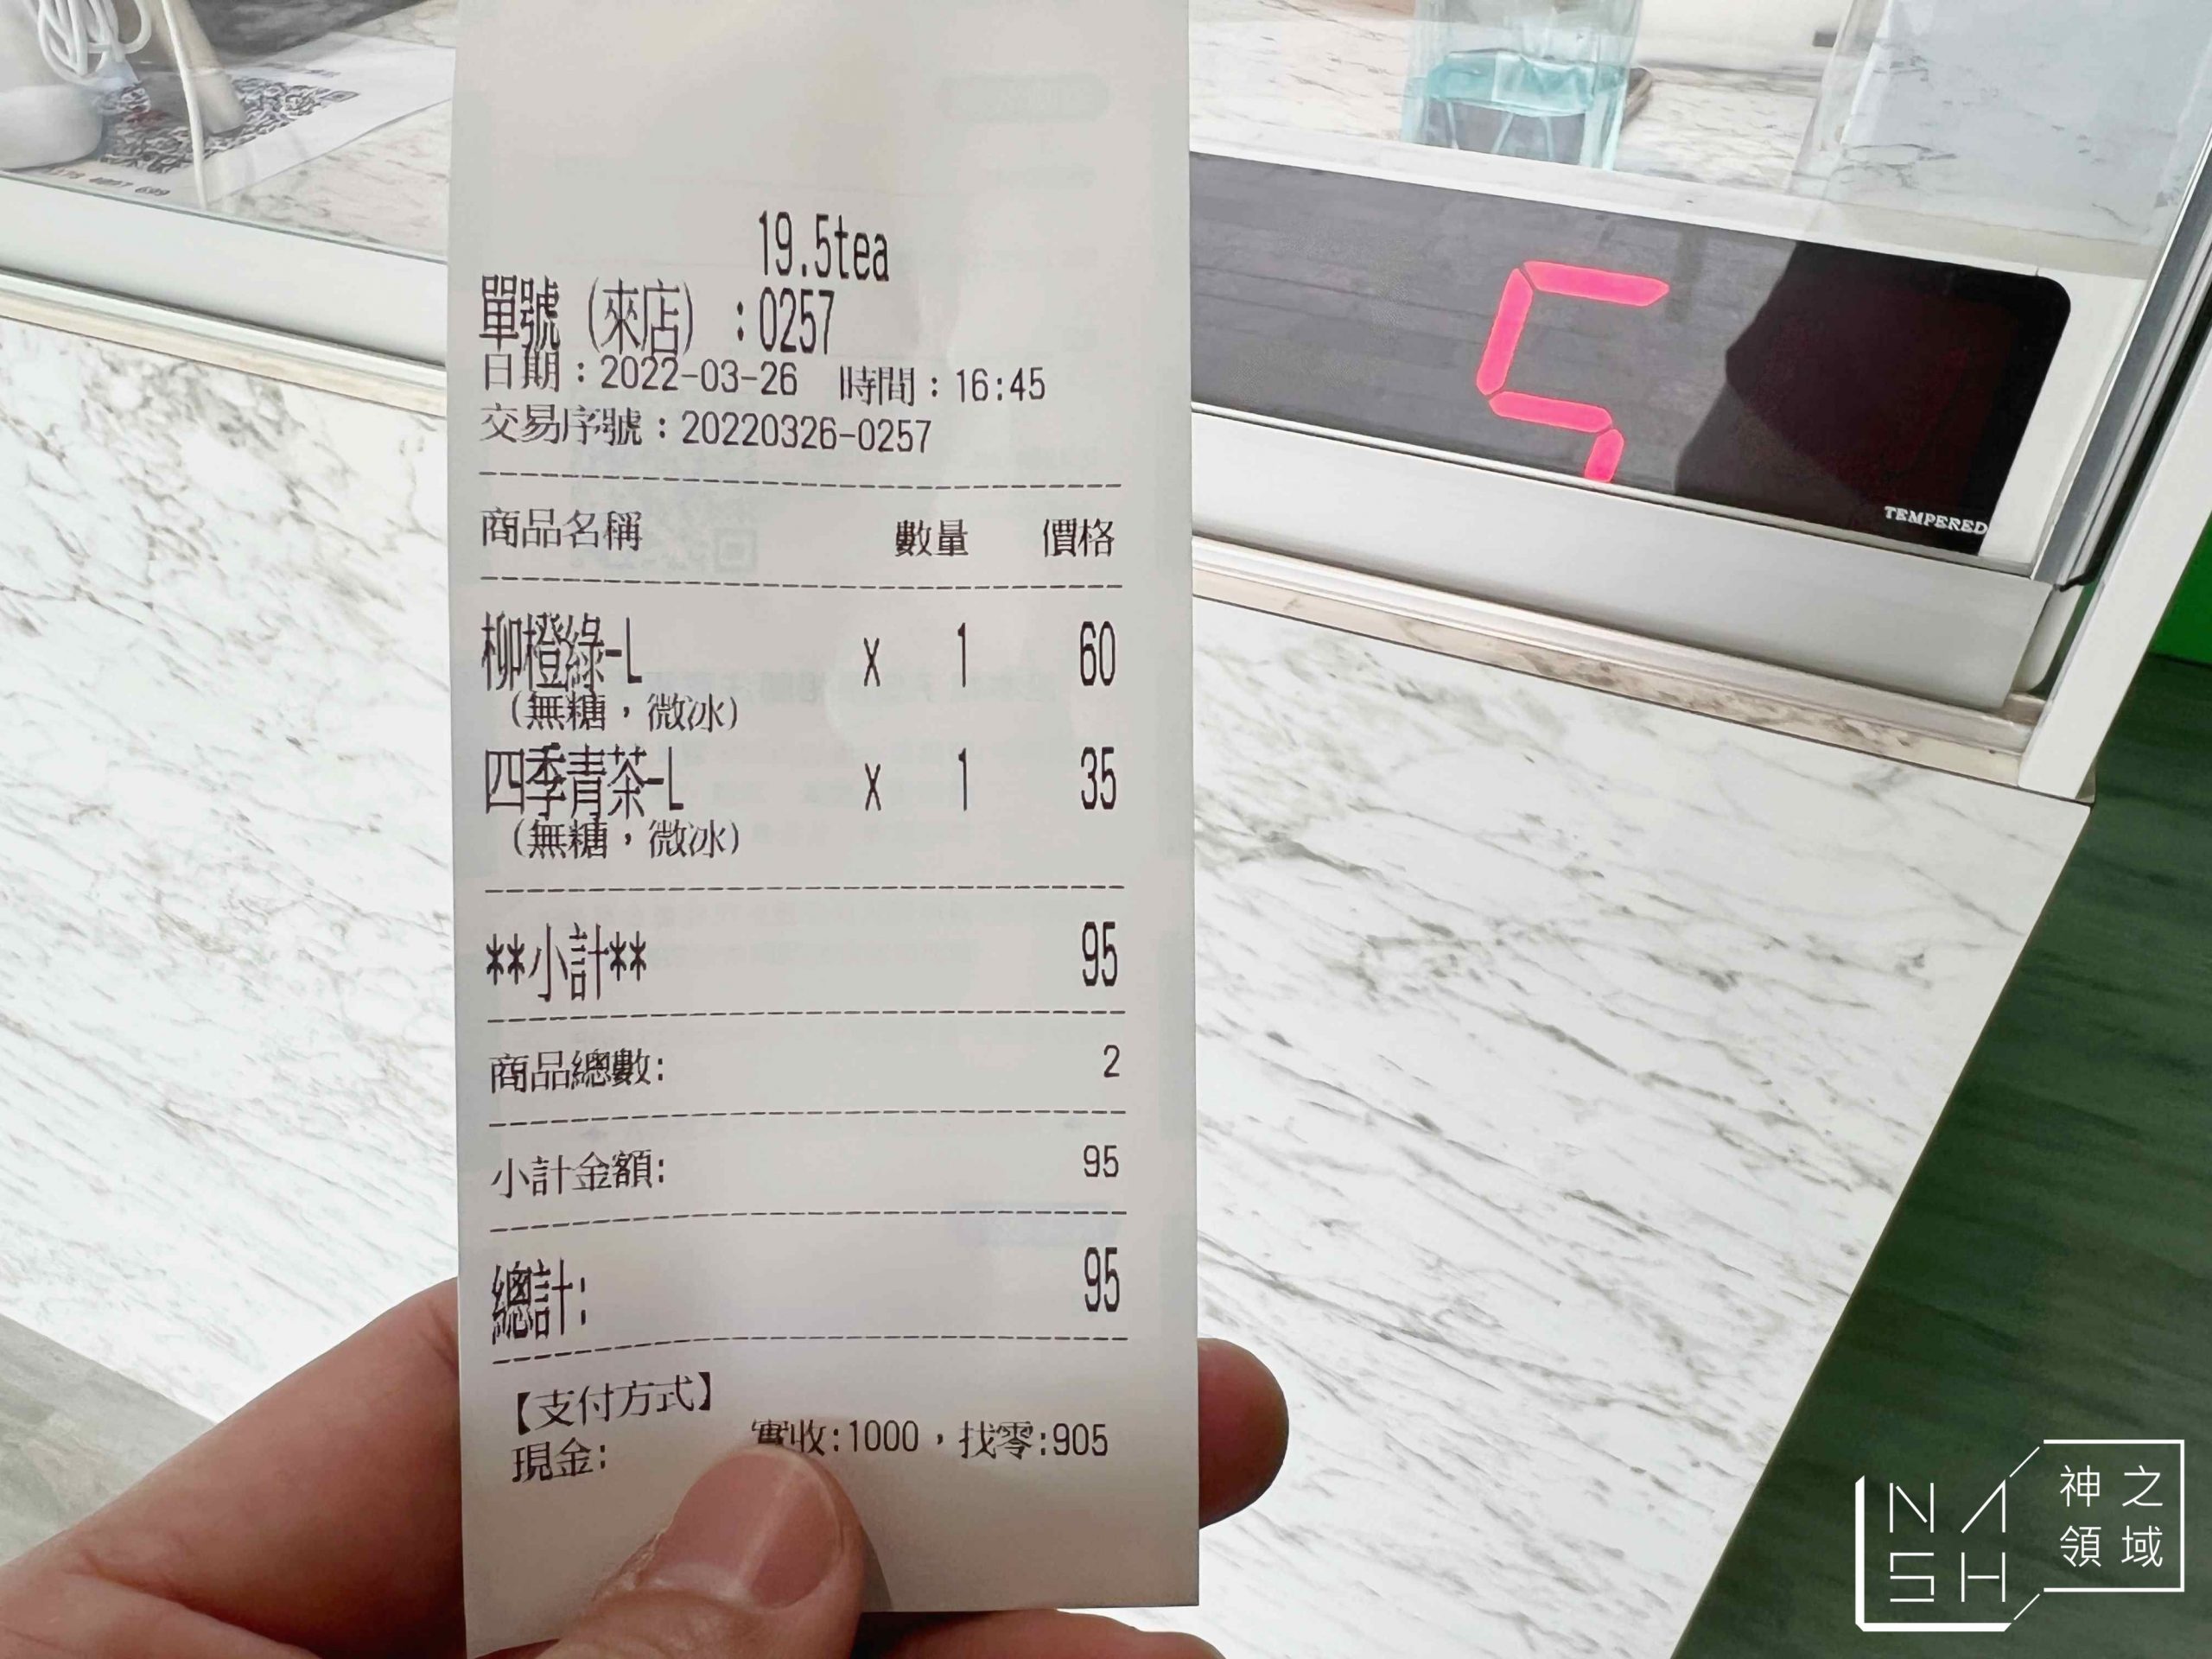 19.5tea
單號（來店）:0257
日期：2022-03-26 時間：16:45
交易序號：20220326-0257
商品名稱 數量 價格
柳橙綠-L x 1 60
(無糖，微冰)
四季青茶-L x 1 35
(無糖，微冰)
**小計** 95
商品總數: 2
小計金額: 95
總計: 95
【支付方式】
現金: 實收:1000，找零:905
5
TEMPERED
NASH
神之
領域